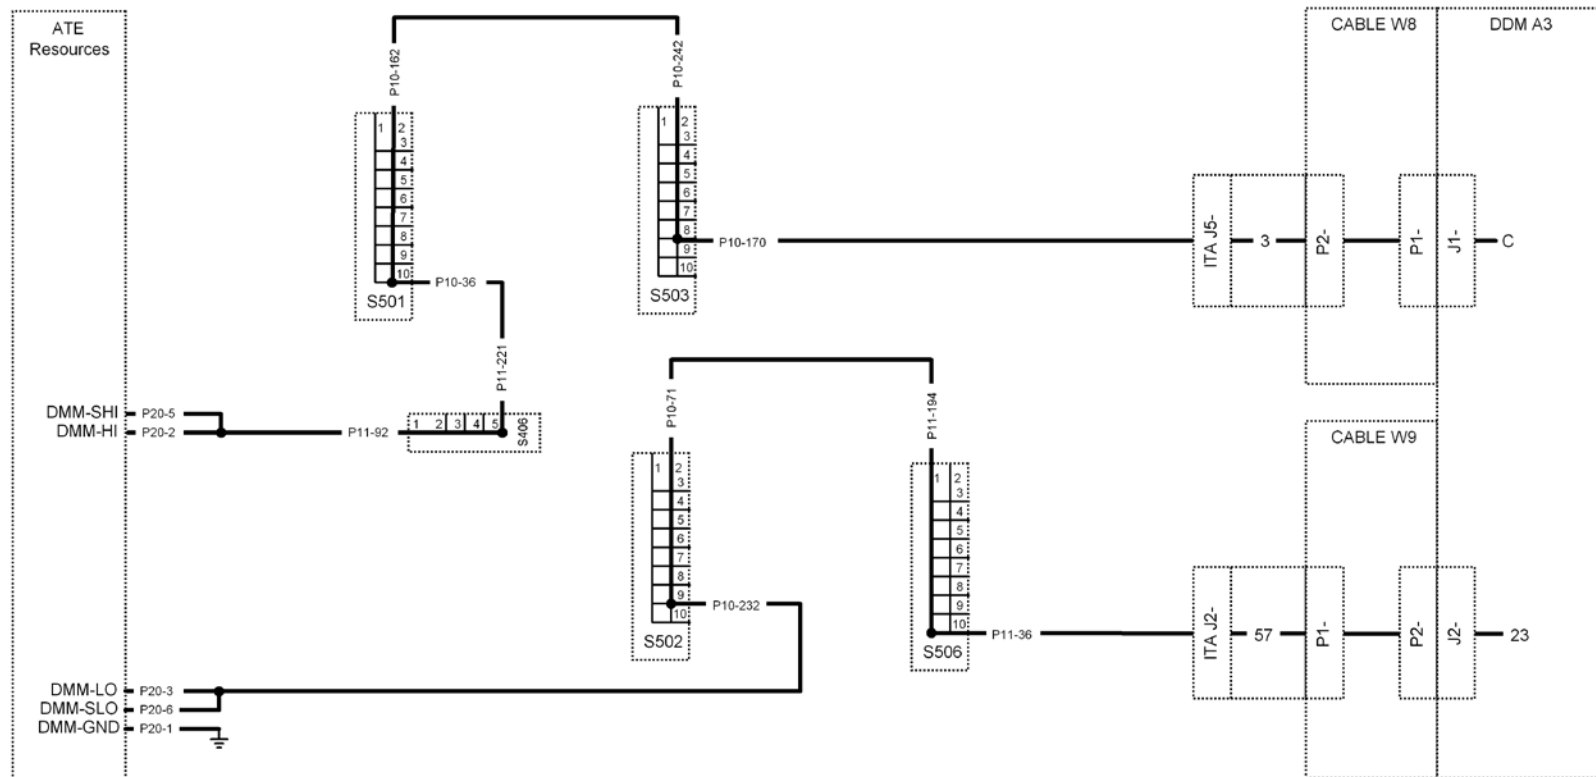 ATE
Resources
CABLE W8
DDM A3
P10-162
P10-242
1 2
3
4
5
6
7
8
9
10
S501
1 2
3
4
5
6
7
8
9
10
S503
P10-36
P10-170
ITA J5-
3
P2-
P1-
J1-
C
P11-221
DMM-SHI P20-5
DMM-HI P20-2
P11-92
1 2 3 4 5
S406
P10-71
P11-194
CABLE W9
1 2
3
4
5
6
7
8
9
10
S502
1 2
3
4
5
6
7
8
9
10
S506
P10-232
P11-36
ITA J2-
57
P1-
P2-
J2-
23
DMM-LO P20-3
DMM-SLO P20-6
DMM-GND P20-1